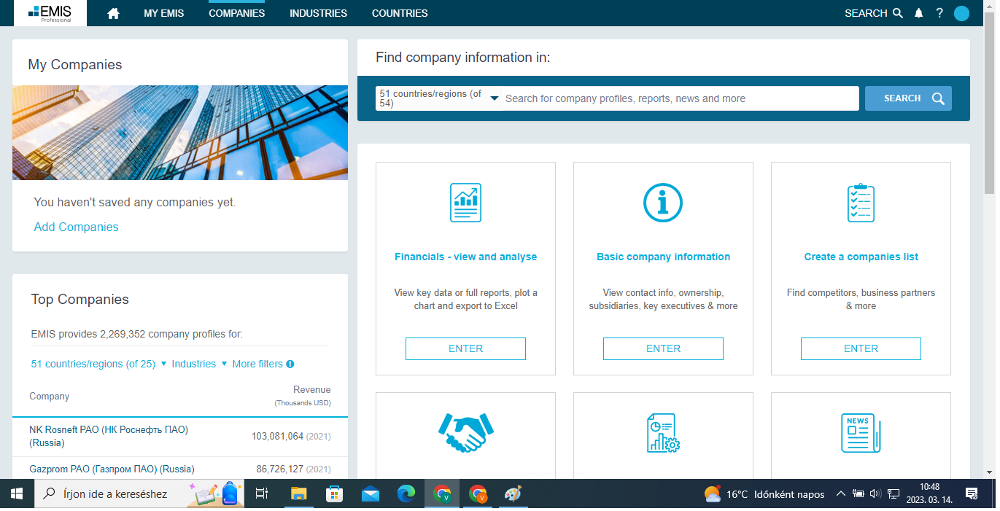 EMIS
Professional
MY EMIS
COMPANIES
INDUSTRIES
COUNTRIES
SEARCH
?
My Companies
You haven't saved any companies yet.
Add Companies
Top Companies
EMIS provides 2,269,352 company profiles for:
51 countries/regions (of 25) Industries More filters
Company
Revenue
(Thousands USD)
NK Rosneft PAO (НК Роснефть ПАО)
(Russia)
103,081,064 (2021)
Gazprom PAO (Газпром ПАО) (Russia)
86,726,127 (2021)
Find company information in:
51 countries/regions (of
54)
Search for company profiles, reports, news and more
SEARCH
Financials - view and analyse
View key data or full reports, plot a
chart and export to Excel
ENTER
Basic company information
View contact info, ownership,
subsidiaries, key executives & more
ENTER
Create a companies list
Find competitors, business partners
& more
ENTER
NEWS
Írjon ide a kereséshez
V
V
16°C Időnként napos
10:48
2023. 03. 14.